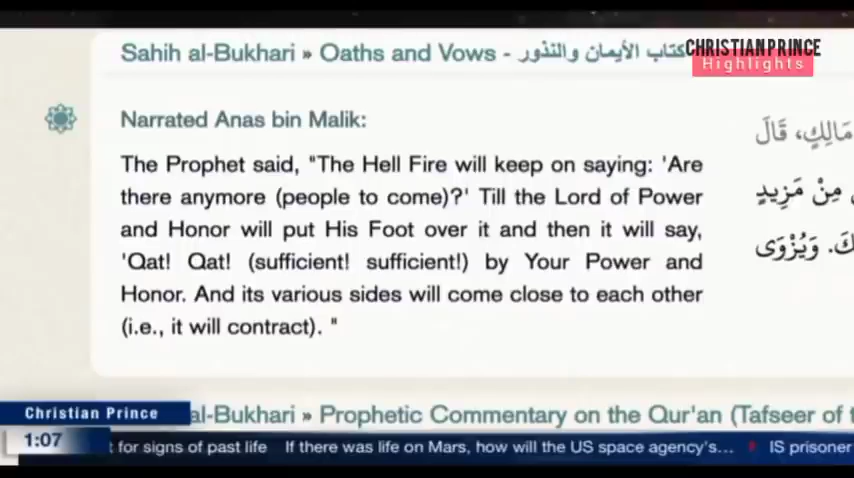 CHRISTIAN PRINCE
Highlights
Sahih al-Bukhari » Oaths and Vows - كتاب الأيمان والنذور
Narrated Anas bin Malik:
The Prophet said, "The Hell Fire will keep on saying: 'Are
there anymore (people to come)?' Till the Lord of Power
and Honor will put His Foot over it and then it will say,
'Qat! Qat! (sufficient! sufficient!) by Your Power and
Honor. And its various sides will come close to each other
(i.e., it will contract). "
مَالِكٍ، قَالَ
مِنْ مَزِيدٍ
كَ. وَيُزْوَى
al-Bukhari » Prophetic Commentary on the Qur'an (Tafseer of
Christian Prince
1:07
for signs of past life If there was life on Mars, how will the US space agency's... IS prisoner